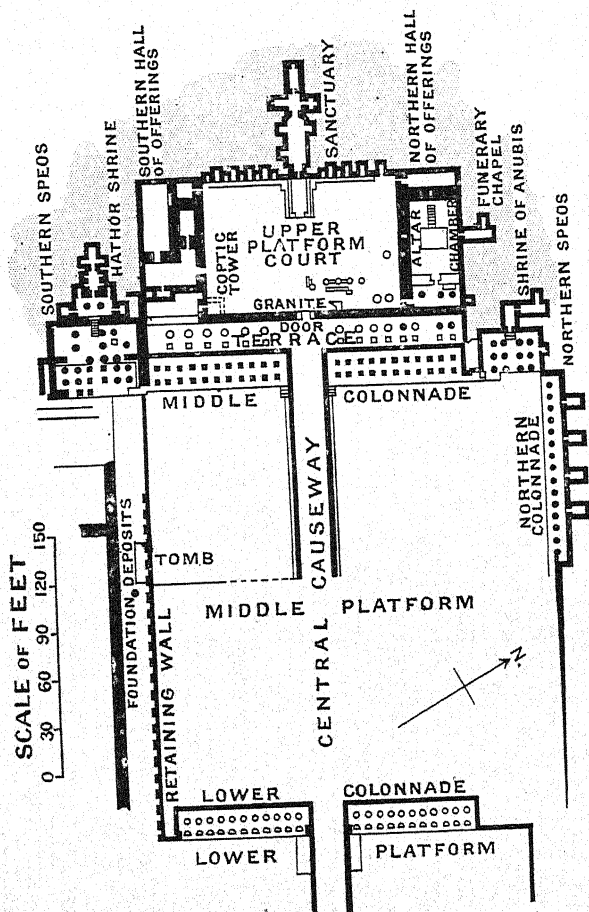 SOUTHERN SPEOS
HATHOR SHRINE
SOUTHERN HALL
OF OFFERINGS
SANCTUARY
NORTHERN HALL
OF OFFERINGS
FUNERARY
CHAPEL
SHRINE OF ANUBIS
NORTHERN SPEOS
UPPER
PLATFORM
COURT
COPTIC
TOWER
ALTAR
CHAMBER
GRANITE
DOOR
TERRACE
MIDDLE COLONNADE
NORTHERN
COLONNADE
CENTRAL CAUSEWAY
TOMB
FOUNDATION DEPOSITS
MIDDLE PLATFORM
RETAINING WALL
SCALE OF FEET
0 30 60 90 120 150
N.
LOWER COLONNADE
LOWER PLATFORM